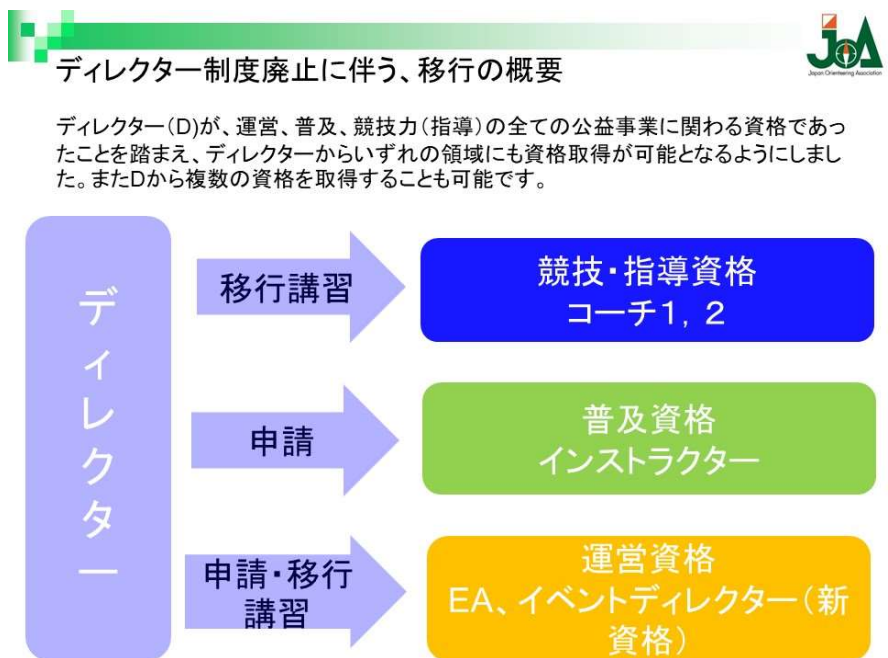 JOA
Japan Orienteering Association
ディレクター制度廃止に伴う、移行の概要
ディレクター(D)が、運営、普及、競技力(指導)の全ての公益事業に関わる資格であっ
たことを踏まえ、ディレクターからいずれの領域にも資格取得が可能となるようにしまし
た。またDから複数の資格を取得することも可能です。
ディレクター
移行講習
競技・指導資格
コーチ1，2
申請
普及資格
インストラクター
申請・移行
講習
運営資格
EA、イベントディレクター(新
資格)